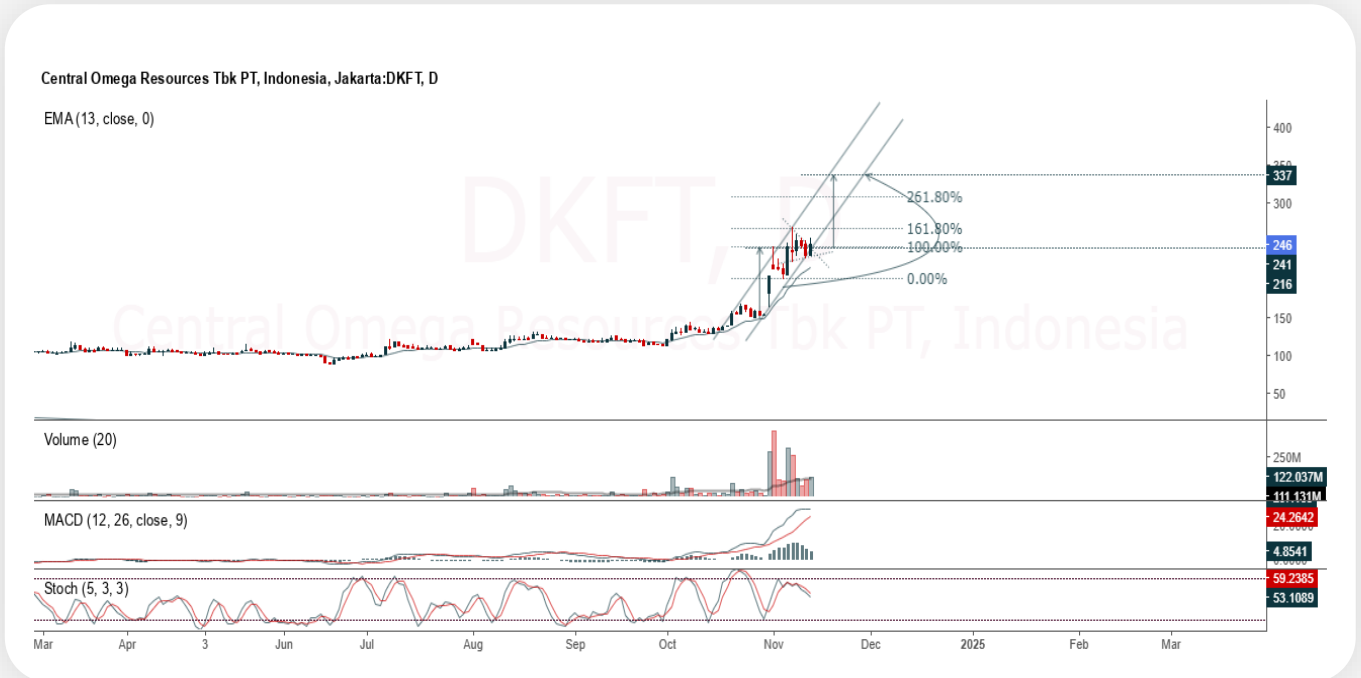 Central Omega Resources Tbk PT, Indonesia, Jakarta:DKFT, D
EMA (13, close, 0)
DKFT, D
Central Omega Resources Tbk PT, Indonesia
400
350
337
300
261.80%
161.80%
246
100.00%
241
216
0.00%
150
100
50
Volume (20)
250M
122.037M
111.131M
MACD (12, 26, close, 9)
24.2642
4.8541
Stoch (5, 3, 3)
59.2385
53.1089
Mar Apr 3 Jun Jul Aug Sep Oct Nov Dec 2025 Feb Mar